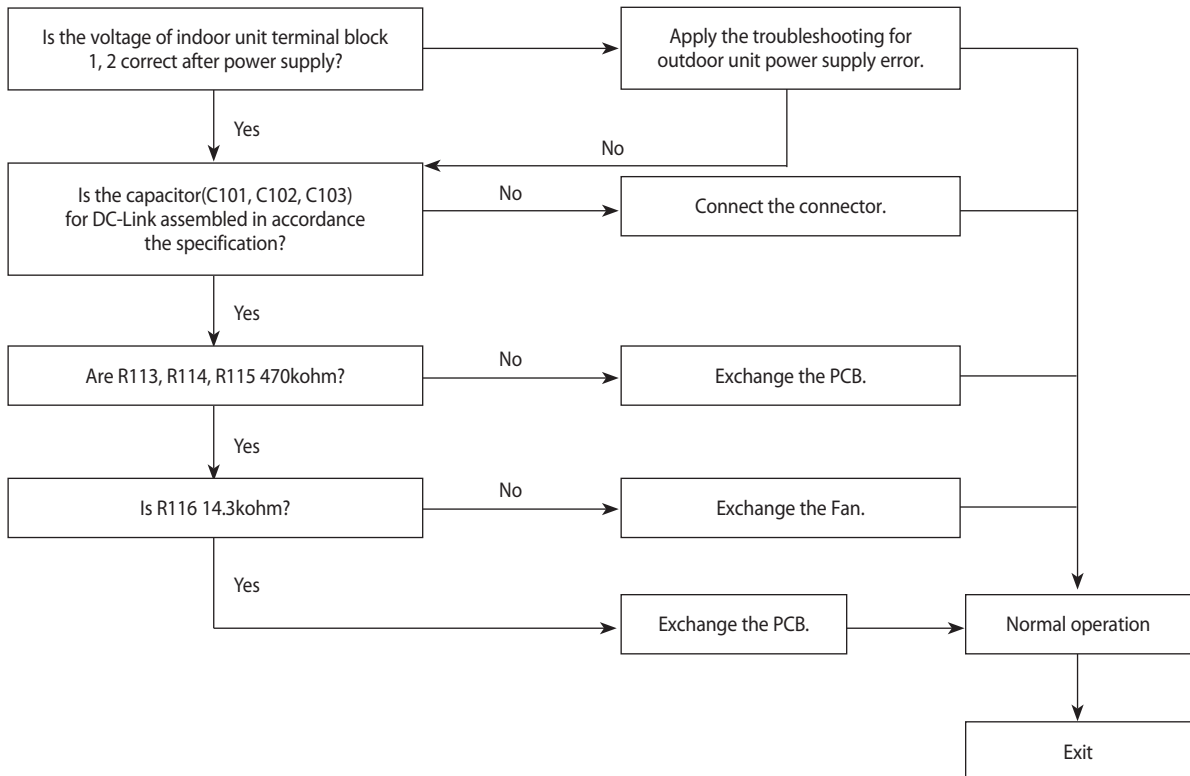 Is the voltage of indoor unit terminal block
1, 2 correct after power supply?
Apply the troubleshooting for
outdoor unit power supply error.
Yes
No
Is the capacitor(C101, C102, C103)
for DC-Link assembled in accordance
the specification?
No
Connect the connector.
Yes
Are R113, R114, R115 470kohm?
No
Exchange the PCB.
Yes
Is R116 14.3kohm?
No
Exchange the Fan.
Yes
Exchange the PCB.
Normal operation
Exit